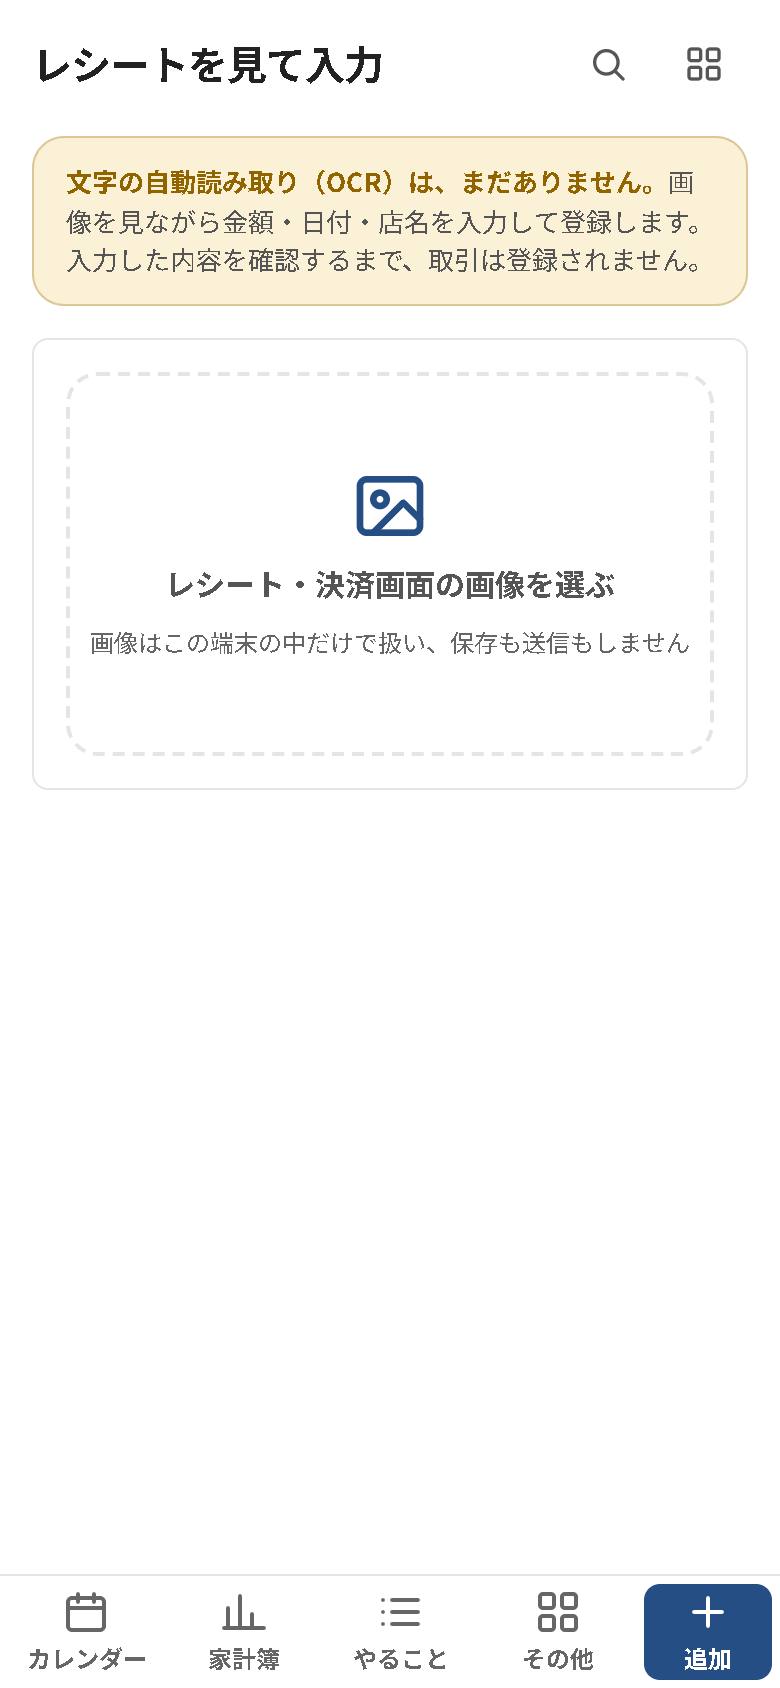 レシートを見て入力
文字の自動読み取り（OCR）は、まだありません。画
像を見ながら金額・日付・店名を入力して登録します。
入力した内容を確認するまで、取引は登録されません。
レシート・決済画面の画像を選ぶ
画像はこの端末の中だけで扱い、保存も送信もしません
カレンダー
家計簿
やること
その他
追加